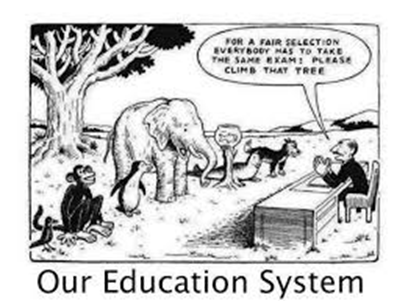 FOR A FAIR SELECTION
EVERYBODY HAS TO TAKE
THE SAME EXAM: PLEASE
CLIMB THAT TREE
Our Education System